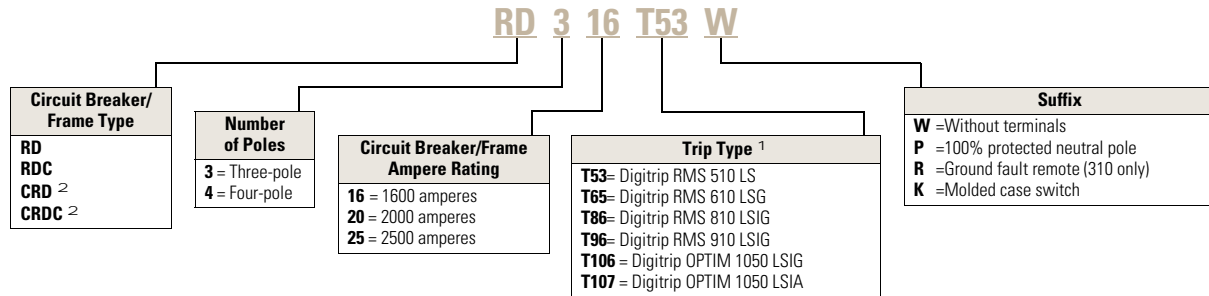 RD 3 16 T53 W
Circuit Breaker/
Frame Type
RD
RDC
CRD 2
CRDC 2
Number
of Poles
3 = Three-pole
4 = Four-pole
Circuit Breaker/Frame
Ampere Rating
16 = 1600 amperes
20 = 2000 amperes
25 = 2500 amperes
Trip Type 1
T53= Digitrip RMS 510 LS
T65= Digitrip RMS 610 LSG
T86= Digitrip RMS 810 LSIG
T96= Digitrip RMS 910 LSIG
T106 = Digitrip OPTIM 1050 LSIG
T107 = Digitrip OPTIM 1050 LSIA
Suffix
W =Without terminals
P =100% protected neutral pole
R =Ground fault remote (310 only)
K =Molded case switch